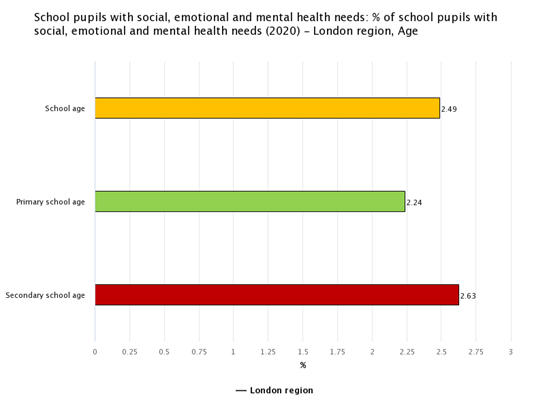 School pupils with social, emotional and mental health needs: % of school pupils with
social, emotional and mental health needs (2020) – London region, Age
School age
2.49
Primary school age
2.24
Secondary school age
2.63
0 0.25 0.5 0.75 1 1.25 1.5 1.75 2 2.25 2.5 2.75 3
%
London region